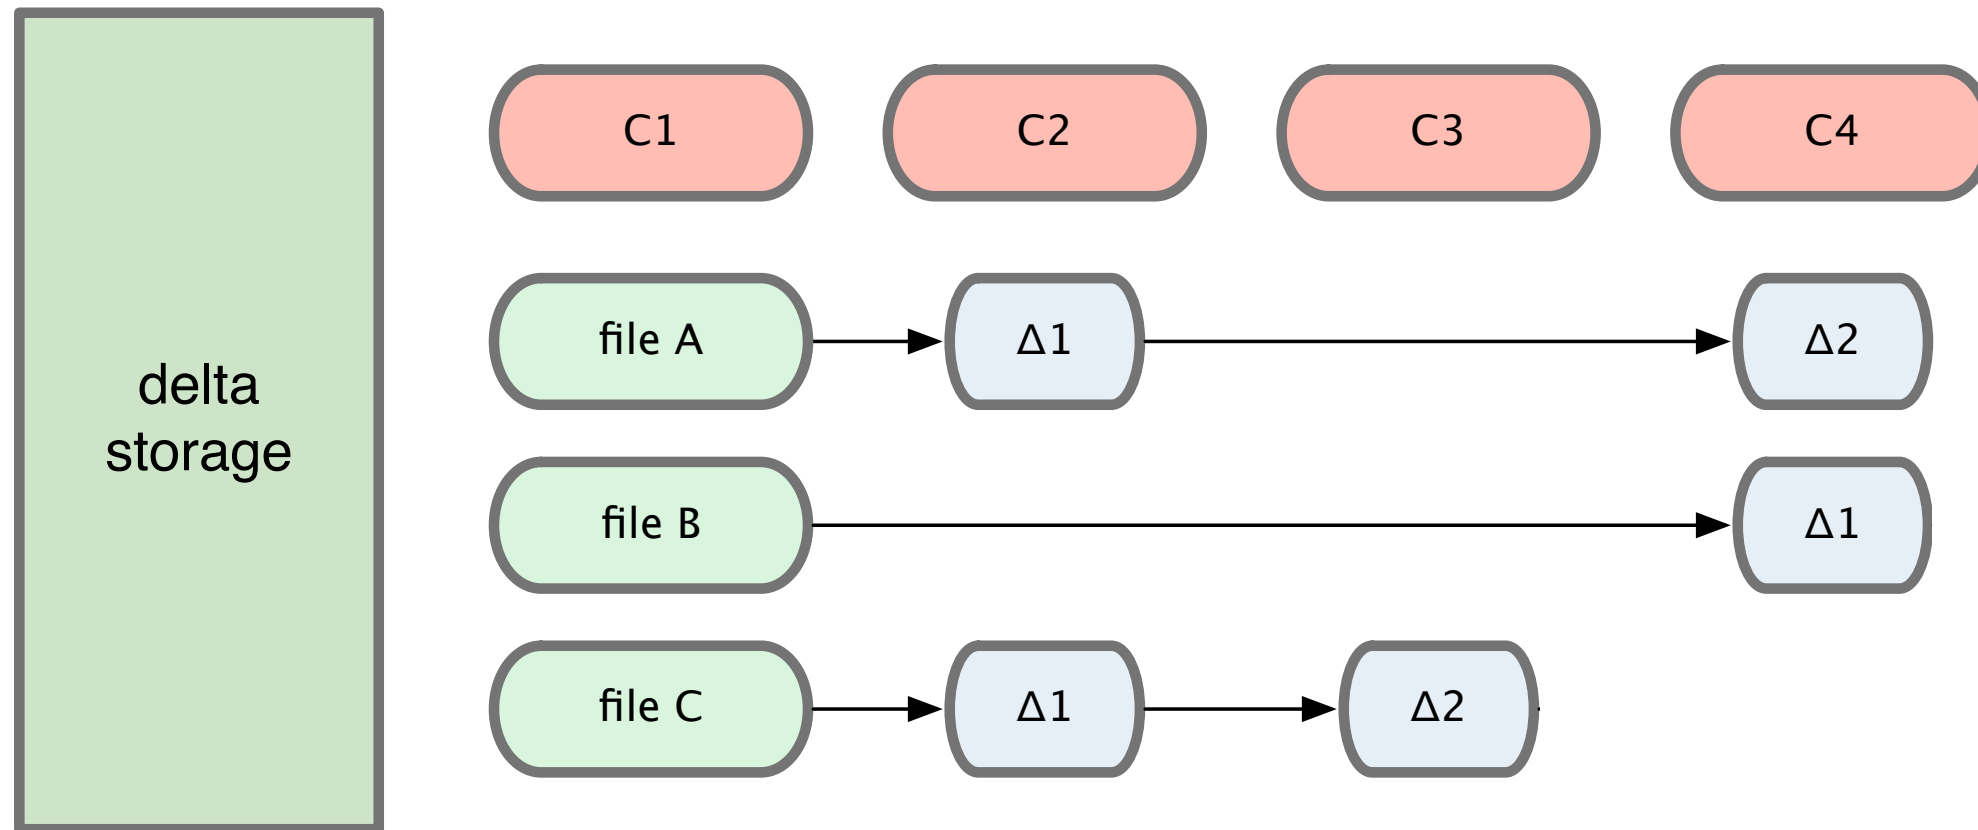 delta
storage
C1 C2 C3 C4
file A Δ1 Δ2
file B Δ1
file C Δ1 Δ2